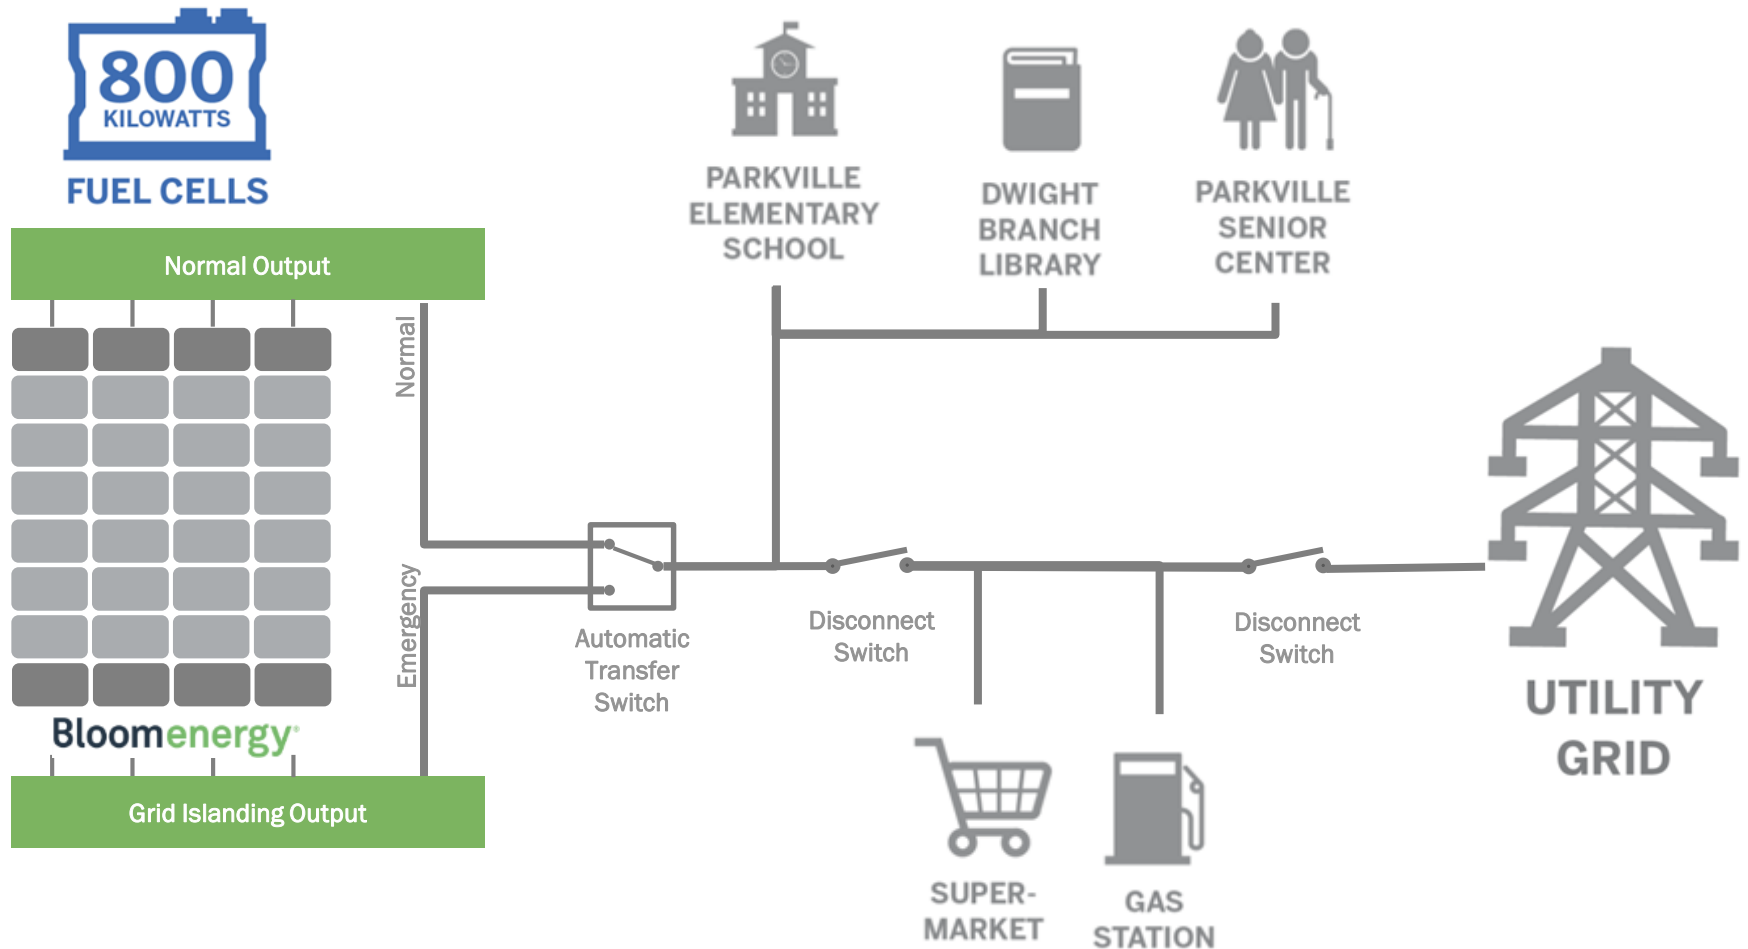 800
KILOWATTS
FUEL CELLS
Normal Output
Normal
Emergency
Bloomenergy®
Grid Islanding Output
PARKVILLE
ELEMENTARY
SCHOOL
DWIGHT
BRANCH
LIBRARY
PARKVILLE
SENIOR
CENTER
Automatic
Transfer
Switch
Disconnect
Switch
Disconnect
Switch
SUPER-
MARKET
GAS
STATION
UTILITY
GRID